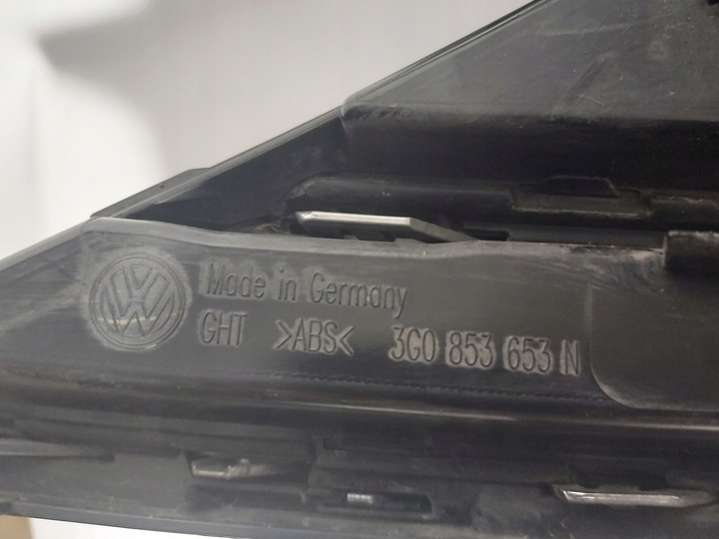 Made in Germany
GHT >ABS< 3G0 853 653 N